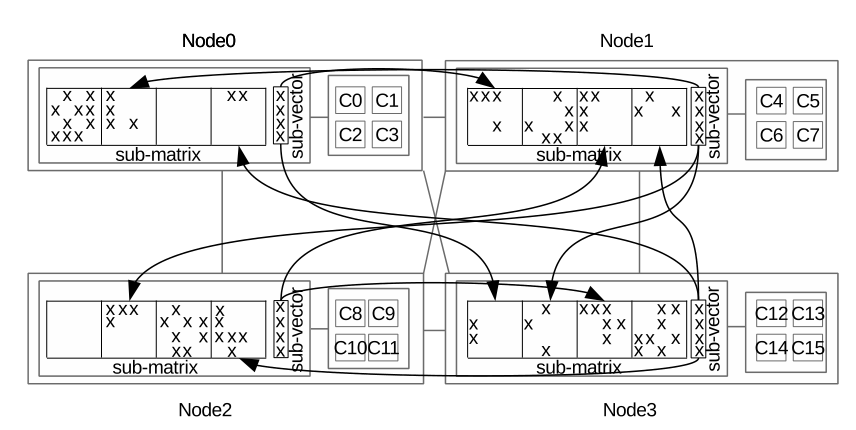 Node0
Node1
x x x x x x x
x x x x x
x x x x
x x x x
sub-matrix
sub-vector
C0 C1
C2 C3
x x x x x x x x
x x x x
x x x x
x x x
sub-matrix
sub-vector
C4 C5
C6 C7
x x x x x
x x x x x x
x x x x x x
x x x x
sub-matrix
sub-vector
C8 C9
C10 C11
x x x x x x x
x x x x x x
x x x x x x
x x x x
sub-matrix
sub-vector
C12 C13
C14 C15
Node2
Node3